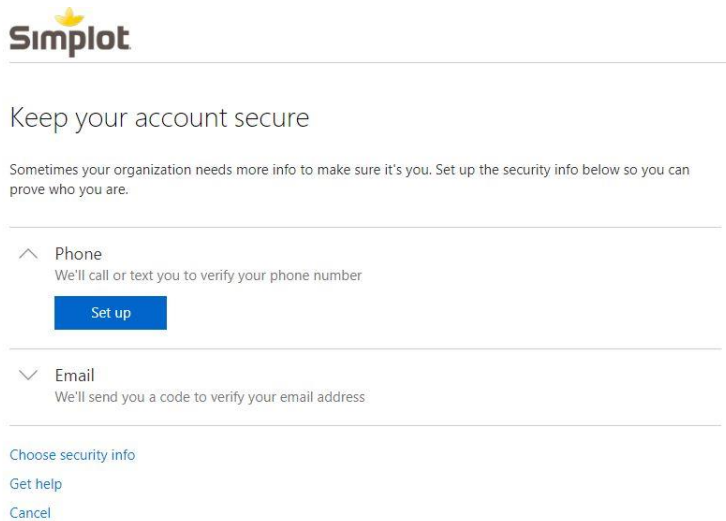 Simplot
Keep your account secure
Sometimes your organization needs more info to make sure it's you. Set up the security info below so you can
prove who you are.
Phone
We'll call or text you to verify your phone number
Set up
Email
We'll send you a code to verify your email address
Choose security info
Get help
Cancel